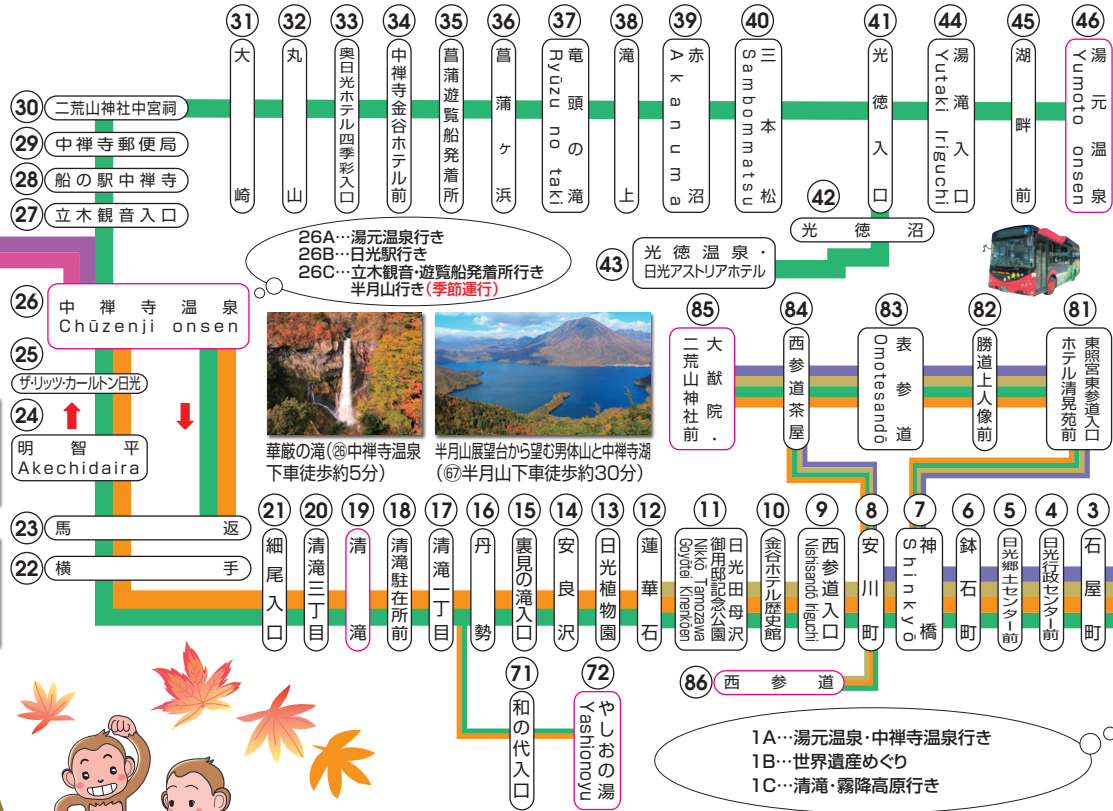 31
大崎
32
丸山
33
奥日光ホテル四季彩入口
34
中禅寺金谷ホテル前
35
菖蒲遊覧船発着所
36
菖蒲ヶ浜
37
竜頭の滝
Ryūzu no taki
38
滝上
39
赤沼
Akanuma
40
三本松
Sambommatsu
41
光徳入口
44
湯滝入口
Yutaki Iriguchi
45
湖畔前
46
湯元温泉
Yumoto onsen
30
二荒山神社中宮祠
29
中禅寺郵便局
28
船の駅中禅寺
27
立木観音入口
42
光徳沼
43
光徳温泉・
日光アストリアホテル
26A…湯元温泉行き
26B…日光駅行き
26C…立木観音・遊覧船発着所行き
半月山行き(季節運行)
26
中禅寺温泉
Chūzenji onsen
25
ザ・リッツ・カールトン日光
24
明智平
Akechidaira
華厳の滝(㉖中禅寺温泉
下車徒歩約5分)
半月山展望台から望む男体山と中禅寺湖
(67半月山下車徒歩約30分)
85
大猷院・
二荒山神社前
84
西参道茶屋
83
表参道
Omotesandō
82
勝道上人像前
81
東照宮東参道入口
ホテル清晃苑前
23
馬返
22
横手
21
細尾入口
20
清滝三丁目
19
清滝
18
清滝駐在所前
17
清滝一丁目
16
丹勢
15
裏見の滝入口
14
安良沢
13
日光植物園
12
蓮華石
11
日光田母沢
御用邸記念公園
Nikkō Tamozawa
Goyōtei Kinenkōen
10
金谷ホテル歴史館
9
西参道入口
Nishisandō Iriguchi
8
安川町
7
神橋
Shinkyō
6
鉢石町
5
日光郷土センター前
4
日光行政センター前
3
石屋町
71
和の代入口
72
やしおの湯
Yashionoyu
86
西参道
1A…湯元温泉・中禅寺温泉行き
1B…世界遺産めぐり
1C…清滝・霧降高原行き